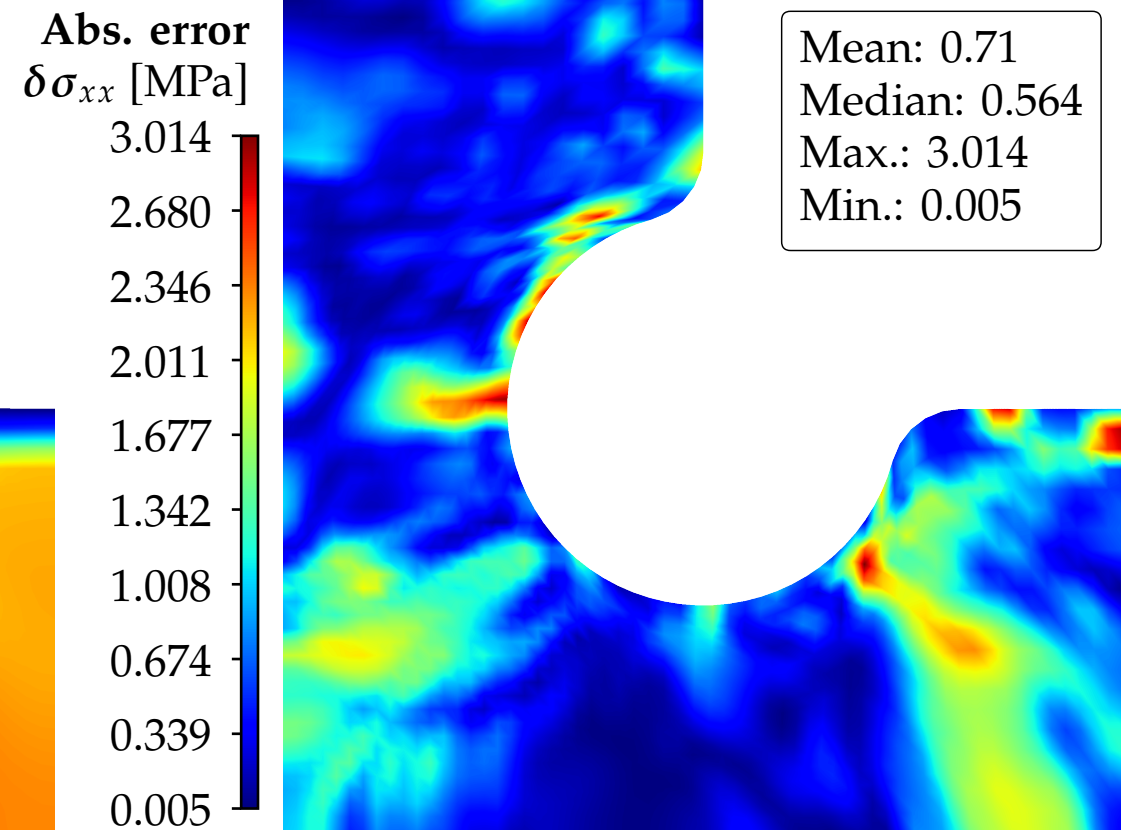 Abs. error
δσxx [MPa]
3.014
2.680
2.346
2.011
1.677
1.342
1.008
0.674
0.339
0.005
Mean: 0.71
Median: 0.564
Max.: 3.014
Min.: 0.005